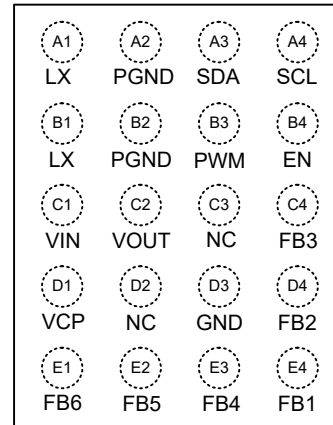 A1 A2 A3 A4
LX PGND SDA SCL
B1 B2 B3 B4
LX PGND PWM EN
C1 C2 C3 C4
VIN VOUT NC FB3
D1 D2 D3 D4
VCP NC GND FB2
E1 E2 E3 E4
FB6 FB5 FB4 FB1